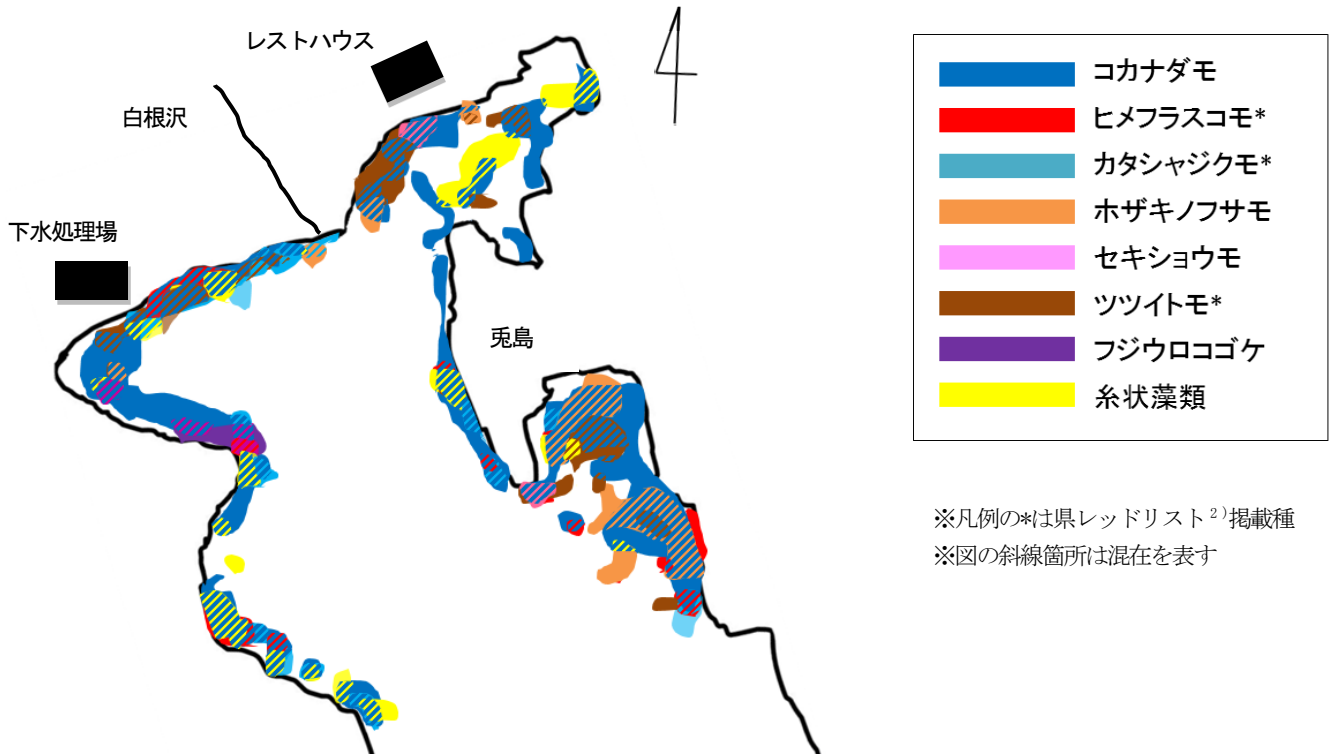 レストハウス
白根沢
下水処理場
兎島
コカナダモ
ヒメフラスコモ*
カタシャジクモ*
ホザキノフサモ
セキショウモ
ツツイトモ*
フジウロコゴケ
糸状藻類
※凡例の*は県レッドリスト²⁾掲載種
※図の斜線箇所は混在を表す